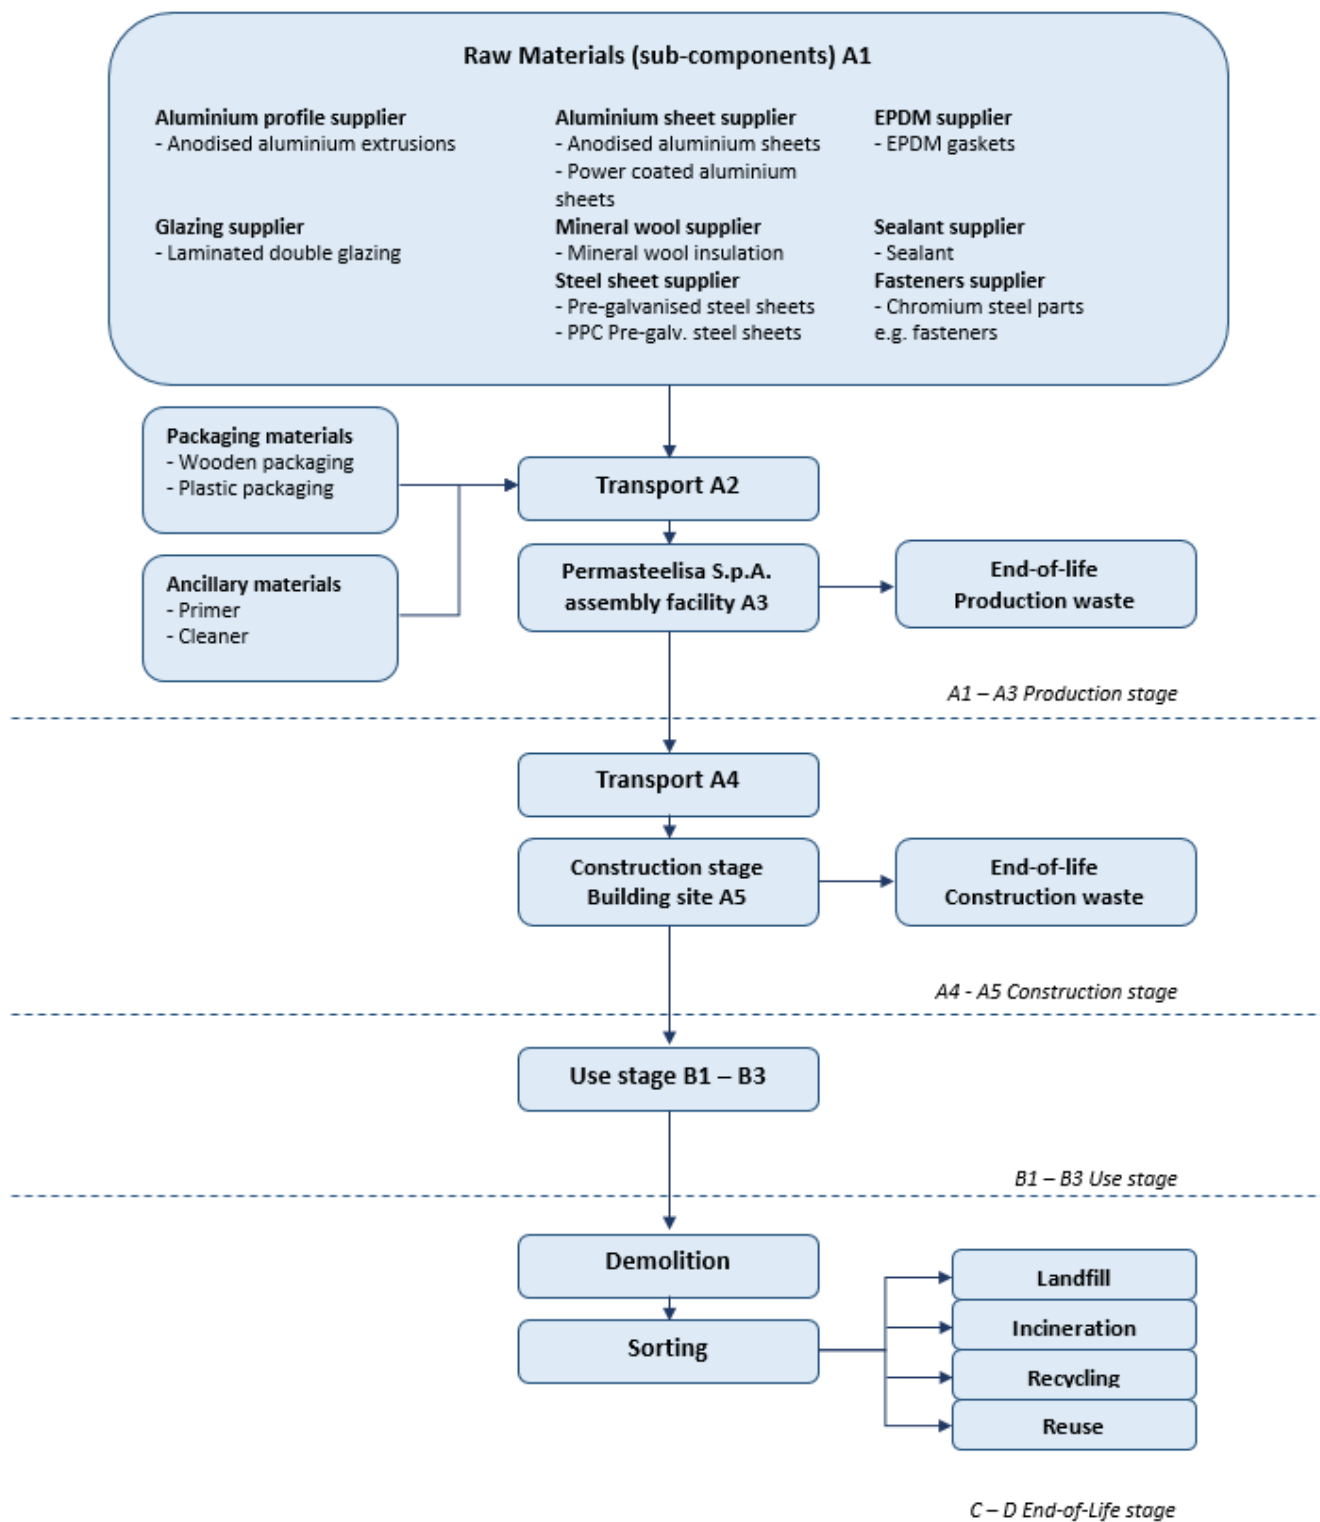 Raw Materials (sub-components) A1
Aluminium profile supplier
- Anodised aluminium extrusions
Aluminium sheet supplier
- Anodised aluminium sheets
- Power coated aluminium
sheets
EPDM supplier
- EPDM gaskets
Glazing supplier
- Laminated double glazing
Mineral wool supplier
- Mineral wool insulation
Steel sheet supplier
- Pre-galvanised steel sheets
- PPC Pre-galv. steel sheets
Sealant supplier
- Sealant
Fasteners supplier
- Chromium steel parts
e.g. fasteners
Packaging materials
- Wooden packaging
- Plastic packaging
Transport A2
Ancillary materials
- Primer
- Cleaner
Permasteelisa S.p.A.
assembly facility A3
End-of-life
Production waste
A1 – A3 Production stage
Transport A4
Construction stage
Building site A5
End-of-life
Construction waste
A4 - A5 Construction stage
Use stage B1 – B3
B1 – B3 Use stage
Demolition
Sorting
Landfill
Incineration
Recycling
Reuse
C – D End-of-Life stage